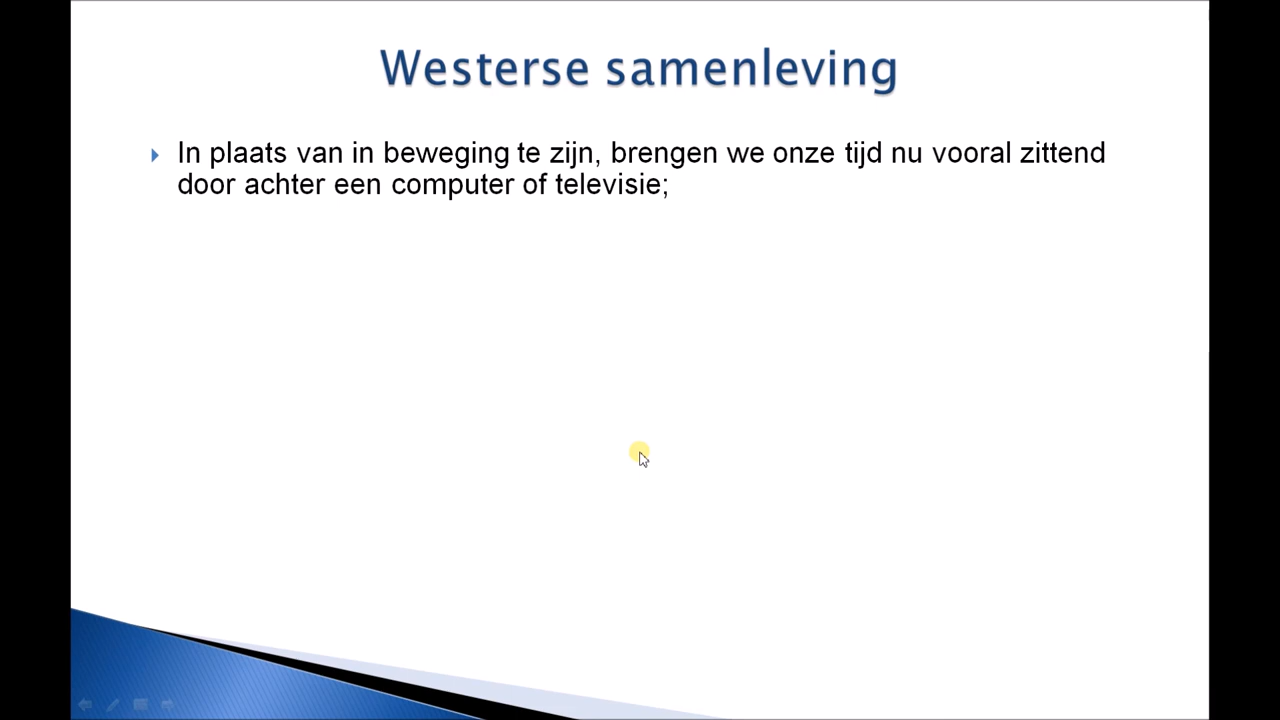 Westerse samenleving
In plaats van in beweging te zijn, brengen we onze tijd nu vooral zittend
door achter een computer of televisie;